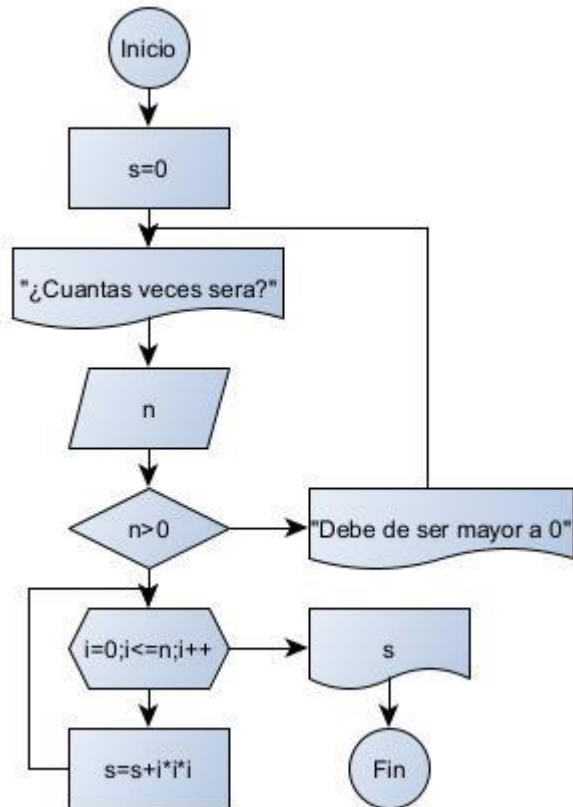 Inicio
s=0
"¿Cuantas veces sera?"
n
n>0
"Debe de ser mayor a 0"
i=0;i<=n;i++
s
s=s+i*i*i
Fin